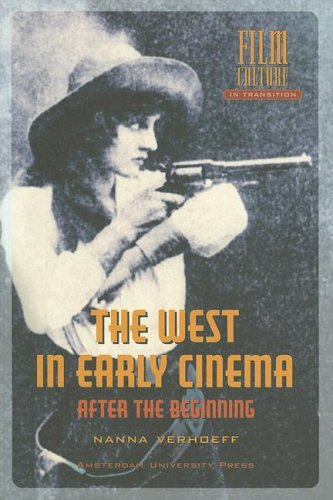 FILM
CULTURE
IN TRANSITION
THE WEST
IN EARLY CINEMA
AFTER THE BEGINNING
NANNA VERHOEFF
AMSTERDAM UNIVERSITY PRESS